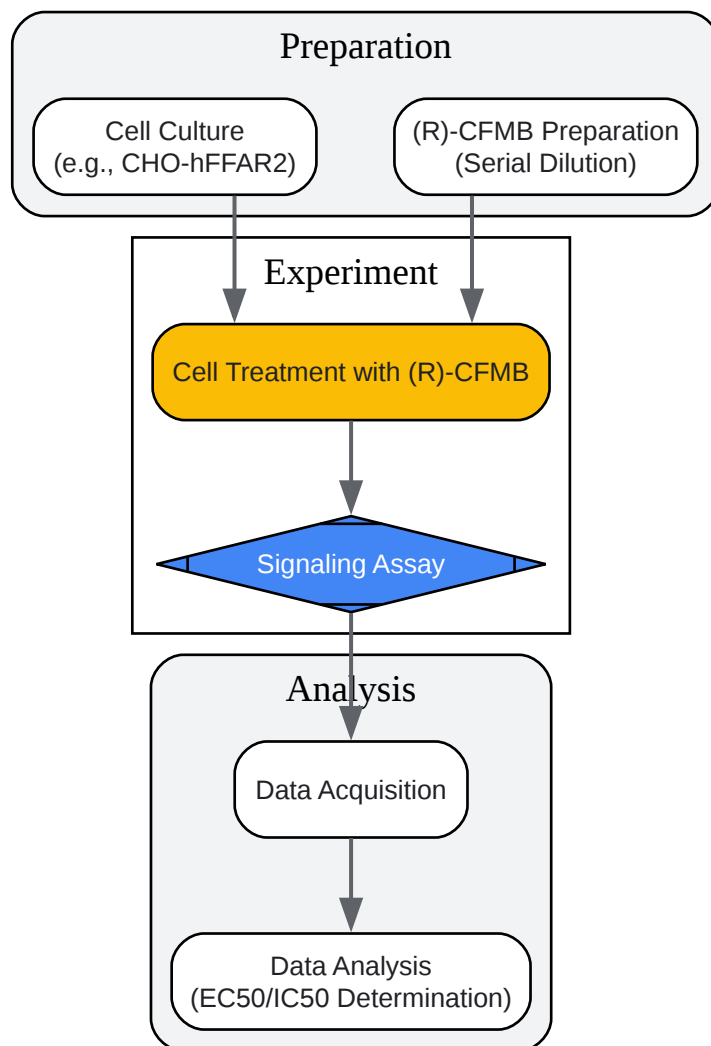 Preparation
Cell Culture
(e.g., CHO-hFFAR2)
(R)-CFMB Preparation
(Serial Dilution)
Experiment
Cell Treatment with (R)-CFMB
Signaling Assay
Analysis
Data Acquisition
Data Analysis
(EC50/IC50 Determination)